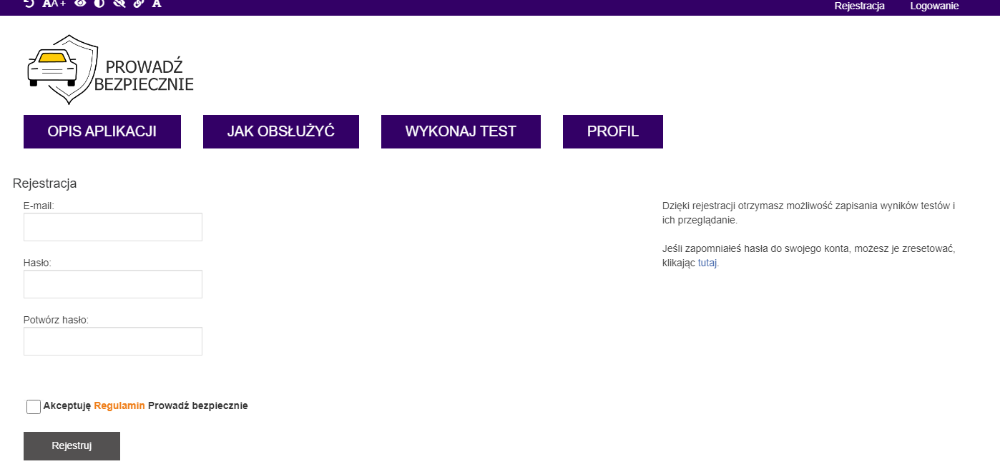 AA+ A
Rejestracja Logowanie
PROWADŹ
BEZPIECZNIE
OPIS APLIKACJI JAK OBSŁUŻYĆ WYKONAJ TEST PROFIL
Rejestracja
E-mail:
Hasło:
Potwórz hasło:
Akceptuję Regulamin Prowadź bezpiecznie
Rejestruj
Dzięki rejestracji otrzymasz możliwość zapisania wyników testów i
ich przeglądanie.
Jeśli zapomniałeś hasła do swojego konta, możesz je zresetować,
klikając tutaj.